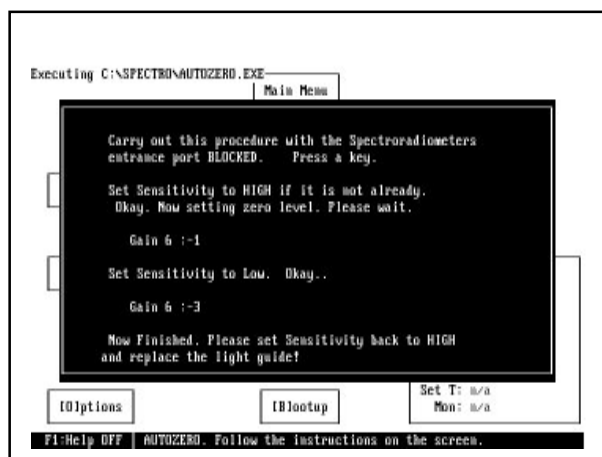 Executing C:\SPECTRO\AUTOZERO.EXE
Main Menu
Carry out this procedure with the Spectroradiometers
entrance port BLOCKED. Press a key.
Set Sensitivity to HIGH if it is not already.
Okay. Now setting zero level. Please wait.
Gain 6 :-1
Set Sensitivity to Low. Okay..
Gain 6 :-3
Now Finished. Please set Sensitivity back to HIGH
and replace the light guide!
Set T: n/a
[O]ptions [B]ootup Mon: n/a
F1:Help OFF AUTOZERO. Follow the instructions on the screen.